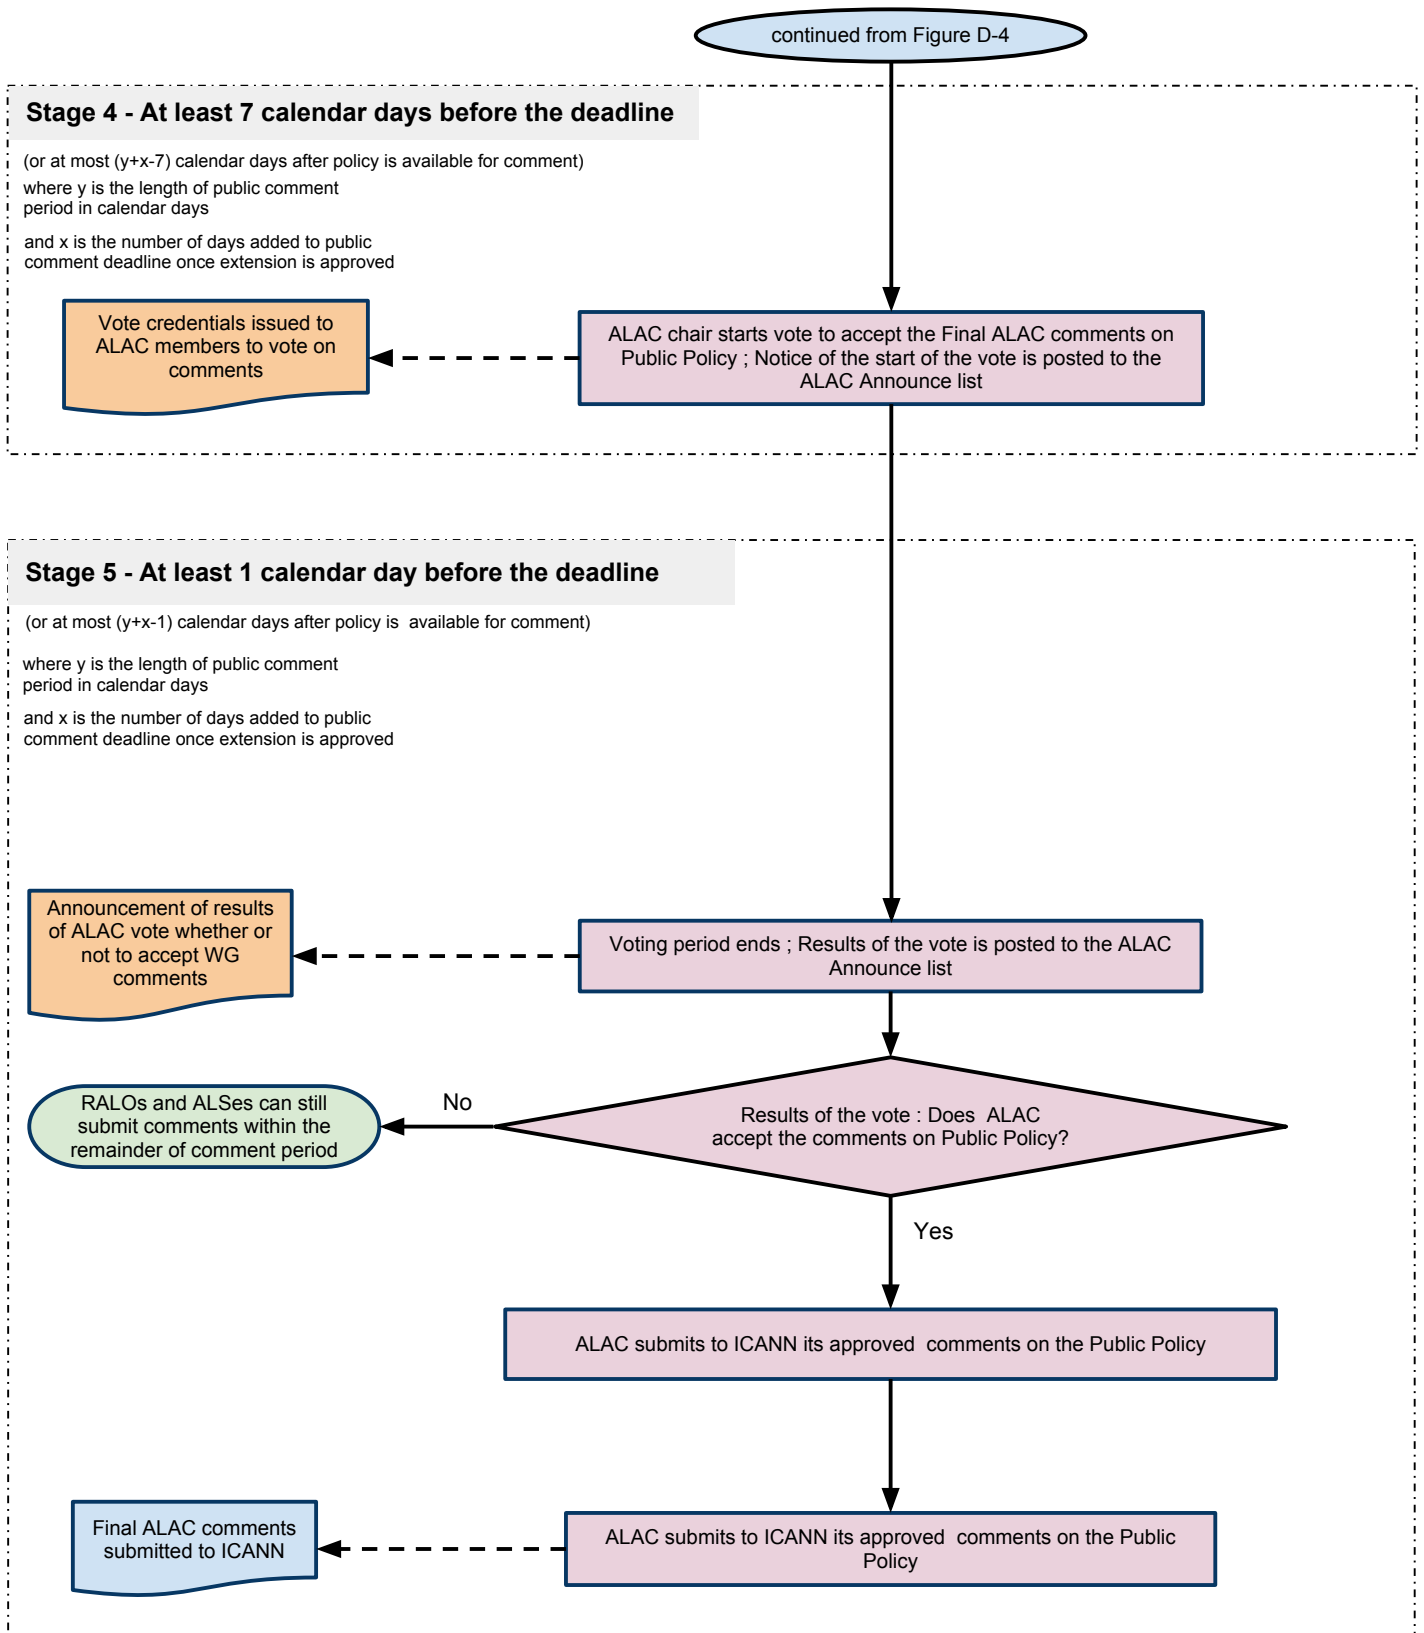 continued from Figure D-4
Stage 4 - At least 7 calendar days before the deadline
(or at most (y+x-7) calendar days after policy is available for comment)
where y is the length of public comment
period in calendar days
and x is the number of days added to public
comment deadline once extension is approved
Vote credentials issued to
ALAC members to vote on
comments
ALAC chair starts vote to accept the Final ALAC comments on
Public Policy ; Notice of the start of the vote is posted to the
ALAC Announce list
Stage 5 - At least 1 calendar day before the deadline
(or at most (y+x-1) calendar days after policy is  available for comment)
where y is the length of public comment
period in calendar days
and x is the number of days added to public
comment deadline once extension is approved
Announcement of results
of ALAC vote whether or
not to accept WG
comments
Voting period ends ; Results of the vote is posted to the ALAC
Announce list
RALOs and ALSes can still
submit comments within the
remainder of comment period
No
Results of the vote : Does  ALAC
accept the comments on Public Policy?
Yes
ALAC submits to ICANN its approved  comments on the Public Policy
Final ALAC comments
submitted to ICANN
ALAC submits to ICANN its approved  comments on the Public
Policy